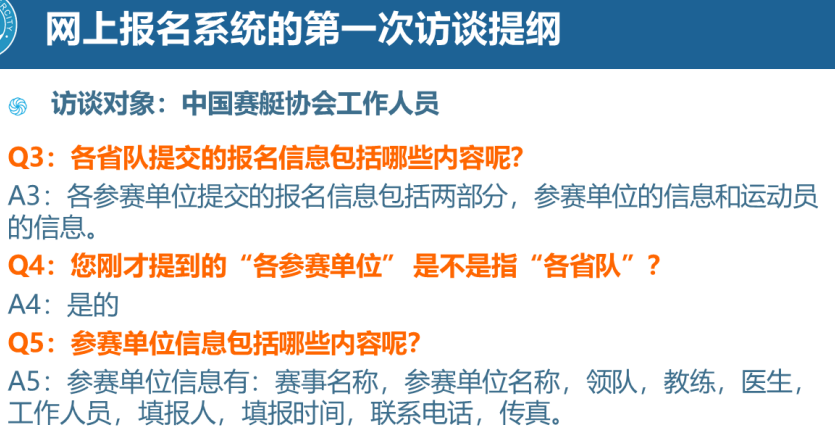 网上报名系统的第一次访谈提纲
访谈对象：中国赛艇协会工作人员
Q3：各省队提交的报名信息包括哪些内容呢？
A3：各参赛单位提交的报名信息包括两部分，参赛单位的信息和运动员
的信息。
Q4：您刚才提到的“各参赛单位” 是不是指“各省队”？
A4：是的
Q5：参赛单位信息包括哪些内容呢？
A5：参赛单位信息有：赛事名称，参赛单位名称，领队，教练，医生，
工作人员，填报人，填报时间，联系电话，传真。